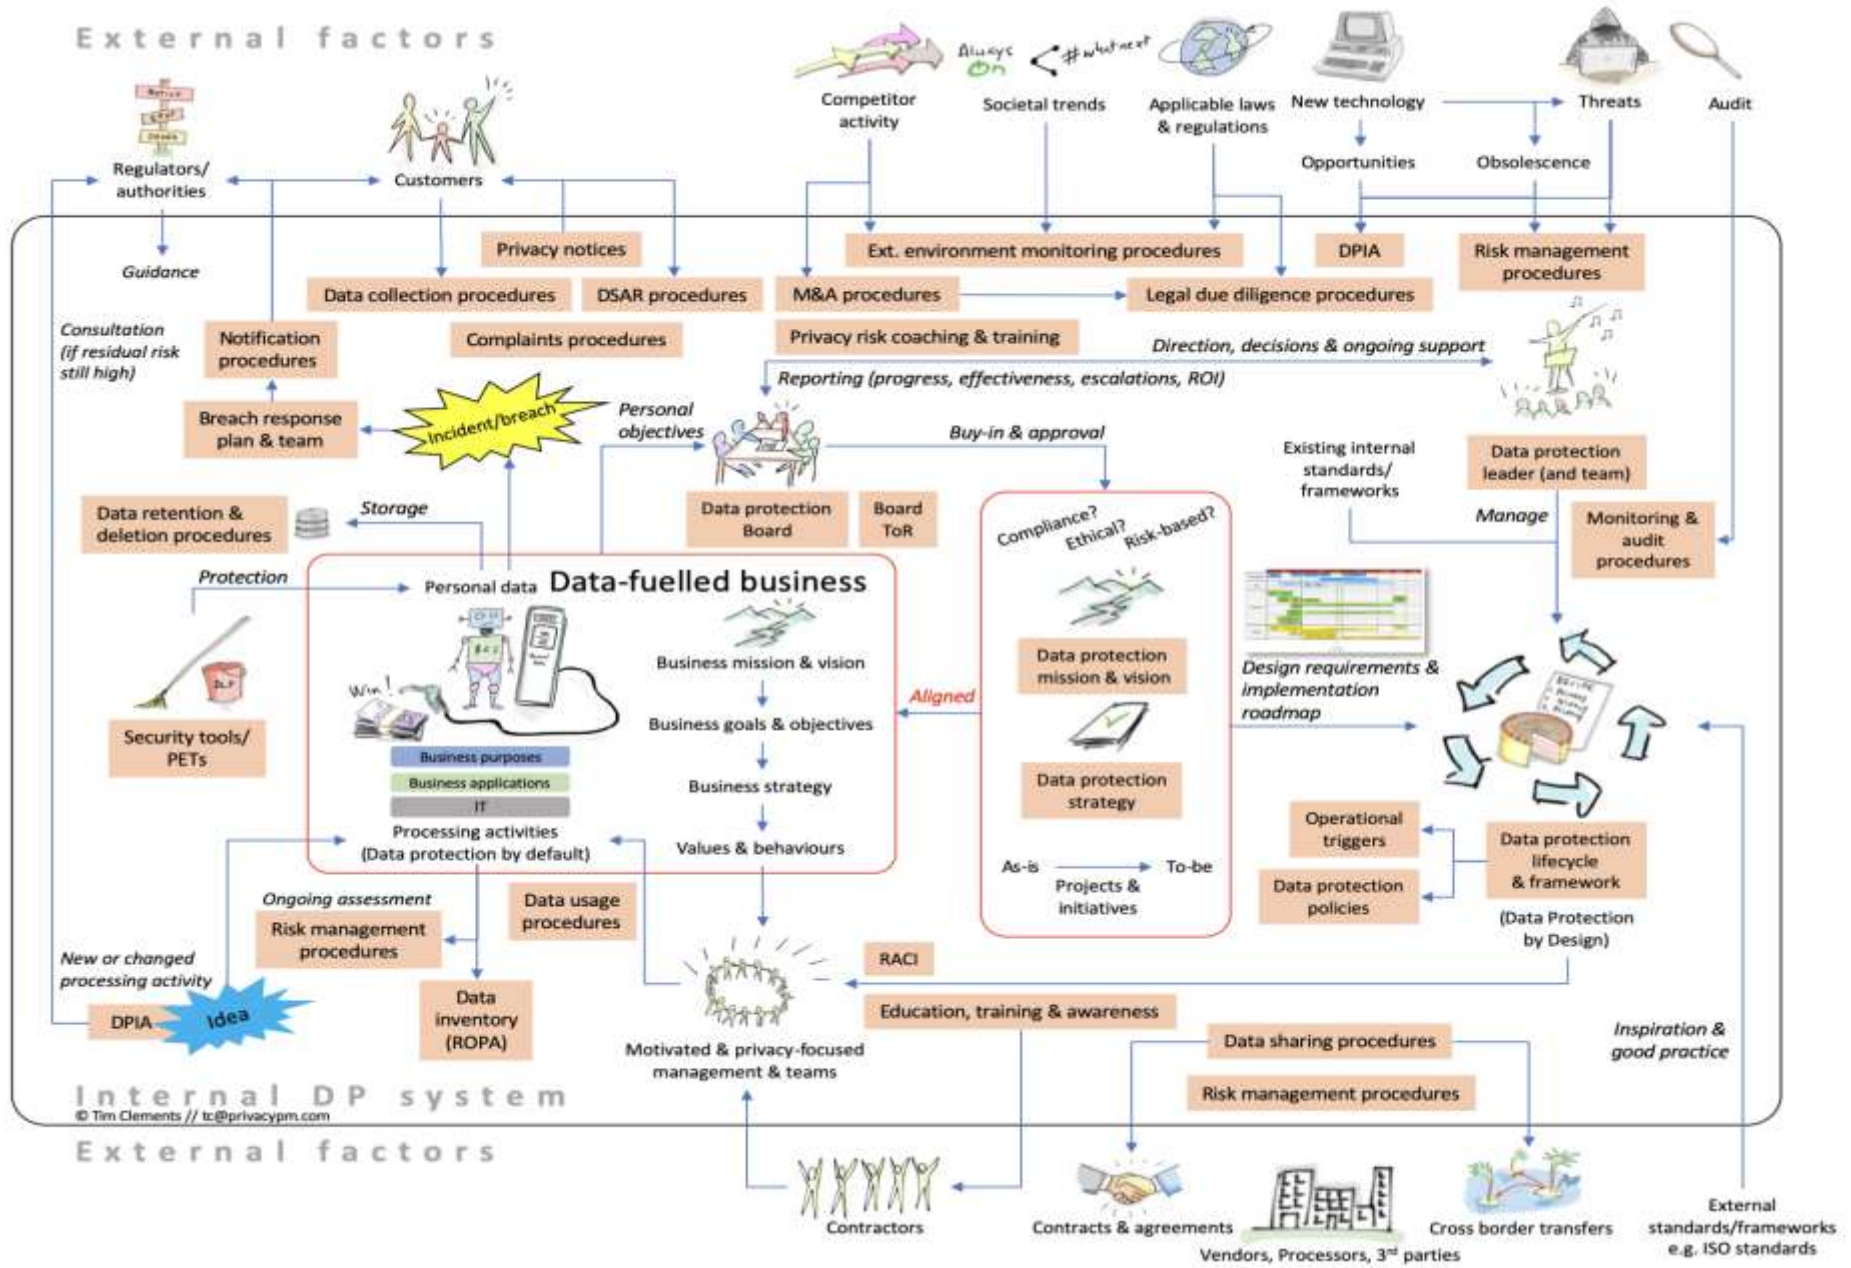 External factors
Always
On
#whatnext
Competitor
activity
Societal trends
Applicable laws
& regulations
New technology
Threats
Audit
Opportunities
Obsolescence
Regulators/
authorities
Customers
Guidance
Privacy notices
Data collection procedures
DSAR procedures
Complaints procedures
Ext. environment monitoring procedures
DPIA
Risk management
procedures
M&A procedures
Legal due diligence procedures
Privacy risk coaching & training
Direction, decisions & ongoing support
Reporting (progress, effectiveness, escalations, ROI)
Consultation
(if residual risk
still high)
Notification
procedures
Breach response
plan & team
Incident/breach
Personal
objectives
Buy-in & approval
Existing internal
standards/
frameworks
Data protection
leader (and team)
Manage
Monitoring &
audit
procedures
Data retention &
deletion procedures
Storage
Data protection
Board
Board
ToR
Protection
Personal data
Data-fuelled business
Win!
DLP
Security tools/
PETs
Business purposes
Business applications
IT
Processing activities
(Data protection by default)
Business mission & vision
Business goals & objectives
Business strategy
Values & behaviours
Aligned
Compliance?
Ethical?
Risk-based?
Data protection
mission & vision
Data protection
strategy
As-is
To-be
Projects &
initiatives
Design requirements &
implementation
roadmap
Operational
triggers
Data protection
policies
Data protection
lifecycle
& framework
(Data Protection
by Design)
Ongoing assessment
Risk management
procedures
Data usage
procedures
New or changed
processing activity
DPIA
Idea
Data
inventory
(ROPA)
RACI
Education, training & awareness
Motivated & privacy-focused
management & teams
Data sharing procedures
Risk management procedures
Inspiration &
good practice
Internal DP system
© Tim Clements // tc@privacypm.com
External factors
Contractors
Contracts & agreements
Vendors, Processors, 3rd parties
Cross border transfers
External
standards/frameworks
e.g. ISO standards